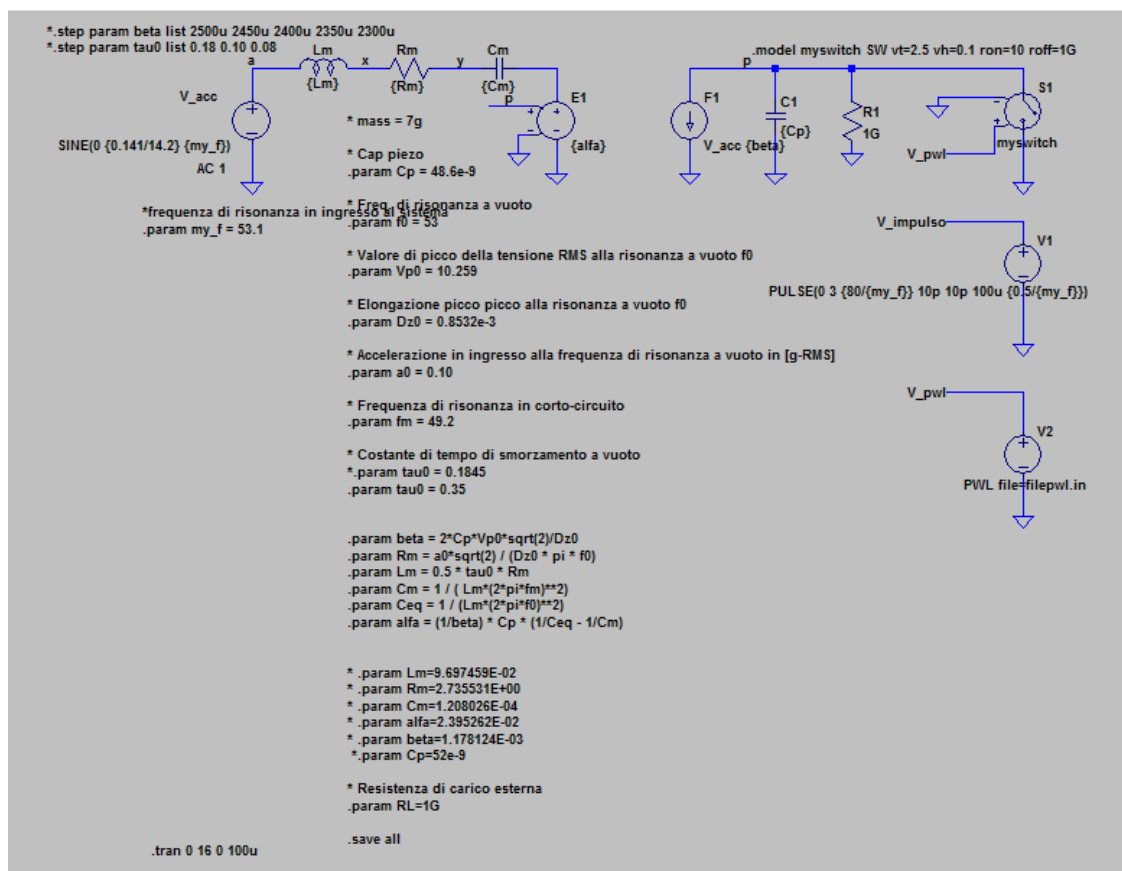 *.step param beta list 2500u 2450u 2400u 2350u 2300u
*.step param tau0 list 0.18 0.10 0.08
Lm
Rm
Cm
a
x
y
{Lm}
{Rm}
{Cm}
V_acc
SINE(0 {0.141/14.2} {my_f})
AC 1
p
E1
{alfa}
.model myswitch SW vt=2.5 vh=0.1 ron=10 roff=1G
p
F1
V_acc {beta}
C1
{Cp}
R1
1G
S1
myswitch
V_pwl
*frequenza di risonanza in ingresso al sistema
.param my_f = 53.1
* mass = 7g
* Cap piezo
.param Cp = 48.6e-9
* Freq. di risonanza a vuoto
.param f0 = 53
* Valore di picco della tensione RMS alla risonanza a vuoto f0
.param Vp0 = 10.259
* Elongazione picco picco alla risonanza a vuoto f0
.param Dz0 = 0.8532e-3
* Accelerazione in ingresso alla frequenza di risonanza a vuoto in [g-RMS]
.param a0 = 0.10
* Frequenza di risonanza in corto-circuito
.param fm = 49.2
* Costante di tempo di smorzamento a vuoto
*.param tau0 = 0.1845
.param tau0 = 0.35
.param beta = 2*Cp*Vp0*sqrt(2)/Dz0
.param Rm = a0*sqrt(2) / (Dz0 * pi * f0)
.param Lm = 0.5 * tau0 * Rm
.param Cm = 1 / ( Lm*(2*pi*fm)**2)
.param Ceq = 1 / (Lm*(2*pi*f0)**2)
.param alfa = (1/beta) * Cp * (1/Ceq - 1/Cm)
* .param Lm=9.697459E-02
* .param Rm=2.735531E+00
* .param Cm=1.208026E-04
* .param alfa=2.395262E-02
* .param beta=1.178124E-03
*.param Cp=52e-9
* Resistenza di carico esterna
.param RL=1G
.save all
.tran 0 16 0 100u
V_impulso
V1
PULSE(0 3 {80/{my_f}} 10p 10p 100u {0.5/{my_f}})
V_pwl
V2
PWL file=filepwl.in